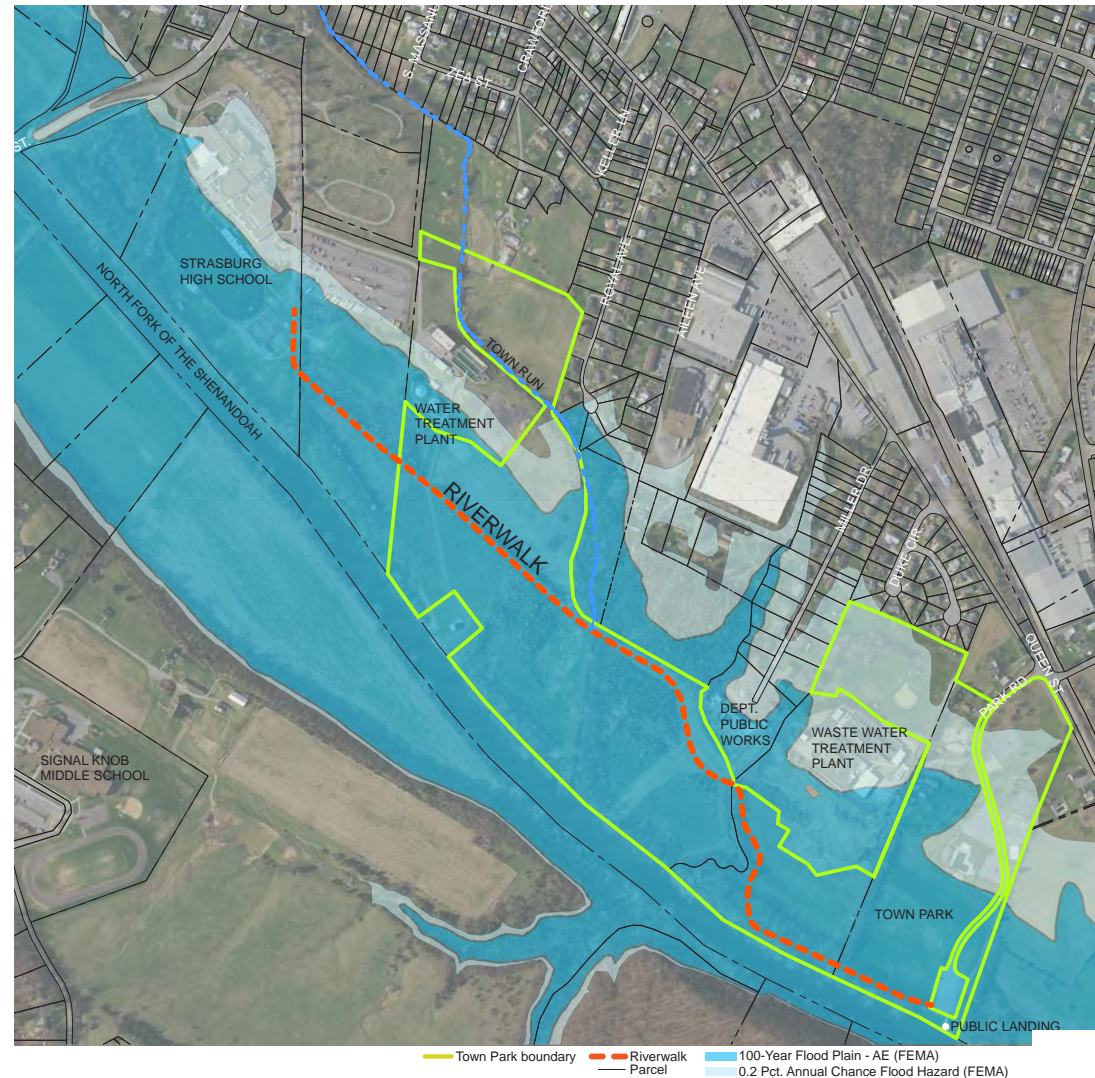 S. MASSANU
CRAWFORD
ZEA ST
KELLER LN
ST.
STRASBURG
HIGH SCHOOL
ROYAL AVE
AILEEN AVE
NORTH FORK OF THE SHENANDOAH
TOWN RUN
WATER
TREATMENT
PLANT
RIVERWALK
MILLER DR.
DUKE CIR.
QUEEN ST.
PARK RD.
DEPT.
PUBLIC
WORKS
WASTE WATER
TREATMENT
PLANT
SIGNAL KNOB
MIDDLE SCHOOL
TOWN PARK
PUBLIC LANDING
Town Park boundary
Riverwalk
Parcel
100-Year Flood Plain - AE (FEMA)
0.2 Pct. Annual Chance Flood Hazard (FEMA)